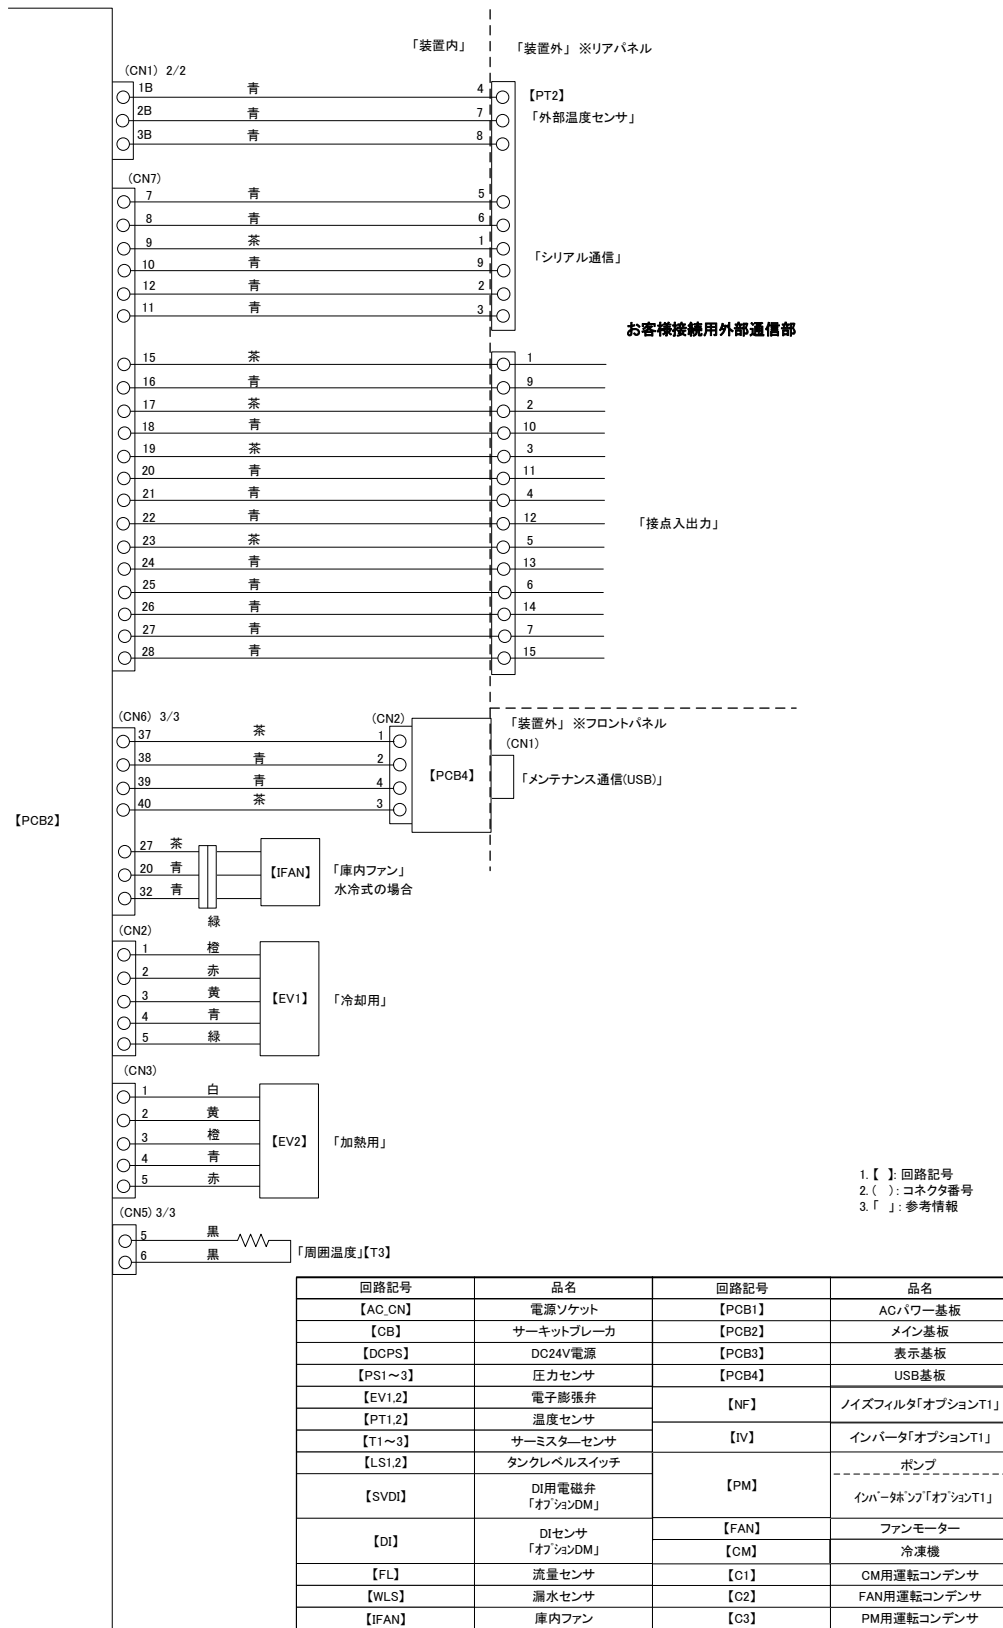 「装置内」 「装置外」 ※リアパネル
(CN1) 2/2
1B 青 4 【PT2】
2B 青 7 「外部温度センサ」
3B 青 8
(CN7)
7 青 5
8 青 6
9 茶 1
「シリアル通信」
10 青 9
12 青 2
11 青 3
お客様接続用外部通信部
15 茶 1
16 青 9
17 茶 2
18 青 10
19 茶 3
20 青 11
21 青 4
22 青 12
「接点入出力」
23 茶 5
24 青 13
25 青 6
26 青 14
27 青 7
28 青 15
(CN6) 3/3 (CN2) 「装置外」 ※フロントパネル
37 茶 1 (CN1)
38 青 2
【PCB4】 「メンテナンス通信(USB)」
39 青 4
40 茶 3
【PCB2】
27 茶
20 青 【IFAN】 「庫内ファン」
32 青 水冷式の場合
緑
(CN2)
1 橙
2 赤
3 黄 【EV1】 「冷却用」
4 青
5 緑
(CN3)
1 白
2 黄
3 橙 【EV2】 「加熱用」
4 青
5 赤
1.【 】: 回路記号
2.( ): コネクタ番号
3.「 」: 参考情報
(CN5) 3/3
5 黒
6 黒 「周囲温度」【T3】
回路記号 品名 回路記号 品名
【AC_CN】 電源ソケット 【PCB1】 ACパワー基板
【CB】 サーキットブレーカ 【PCB2】 メイン基板
【DCPS】 DC24V電源 【PCB3】 表示基板
【PS1～3】 圧力センサ 【PCB4】 USB基板
【EV1,2】 電子膨張弁 【NF】 ノイズフィルタ「オプションT1」
【PT1,2】 温度センサ
【T1～3】 サーミスターセンサ 【IV】 インバータ「オプションT1」
【LS1,2】 タンクレベルスイッチ 【PM】 ポンプ
【SVDI】 DI用電磁弁
「オプションDM」 インバータポンプ「オプションT1」
【DI】 DIセンサ
「オプションDM」 【FAN】 ファンモーター
【CM】 冷凍機
【FL】 流量センサ 【C1】 CM用運転コンデンサ
【WLS】 漏水センサ 【C2】 FAN用運転コンデンサ
【IFAN】 庫内ファン 【C3】 PM用運転コンデンサ